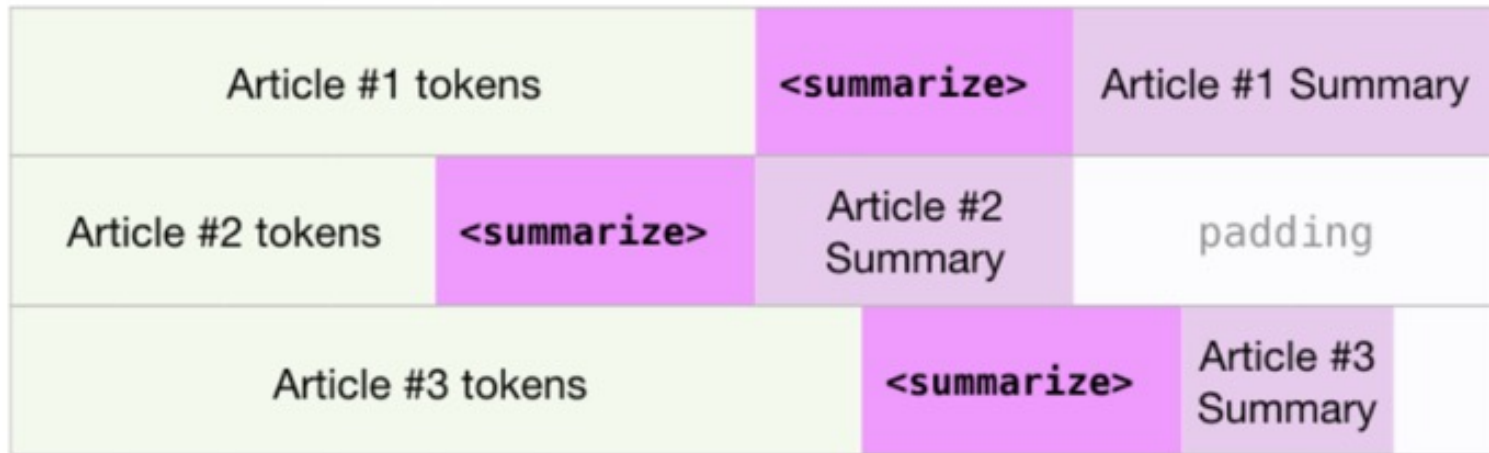 Article #1 tokens <summarize> Article #1 Summary
Article #2 tokens <summarize> Article #2
Summary padding
Article #3 tokens <summarize> Article #3
Summary